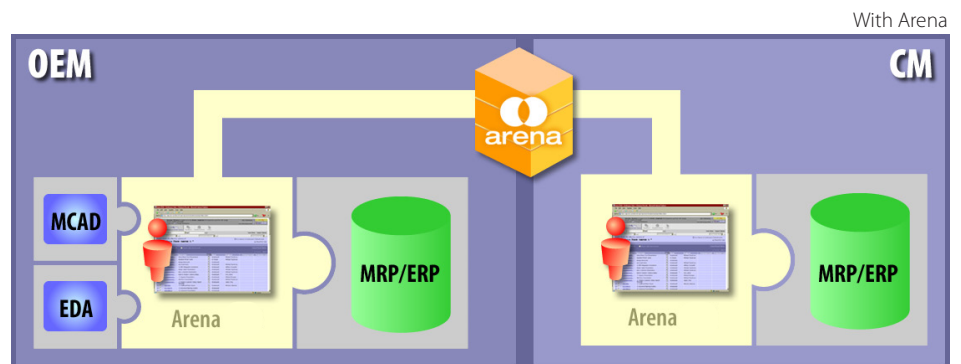 With Arena
OEM
CM
arena
MCAD
EDA
Arena
MRP/ERP
Arena
MRP/ERP